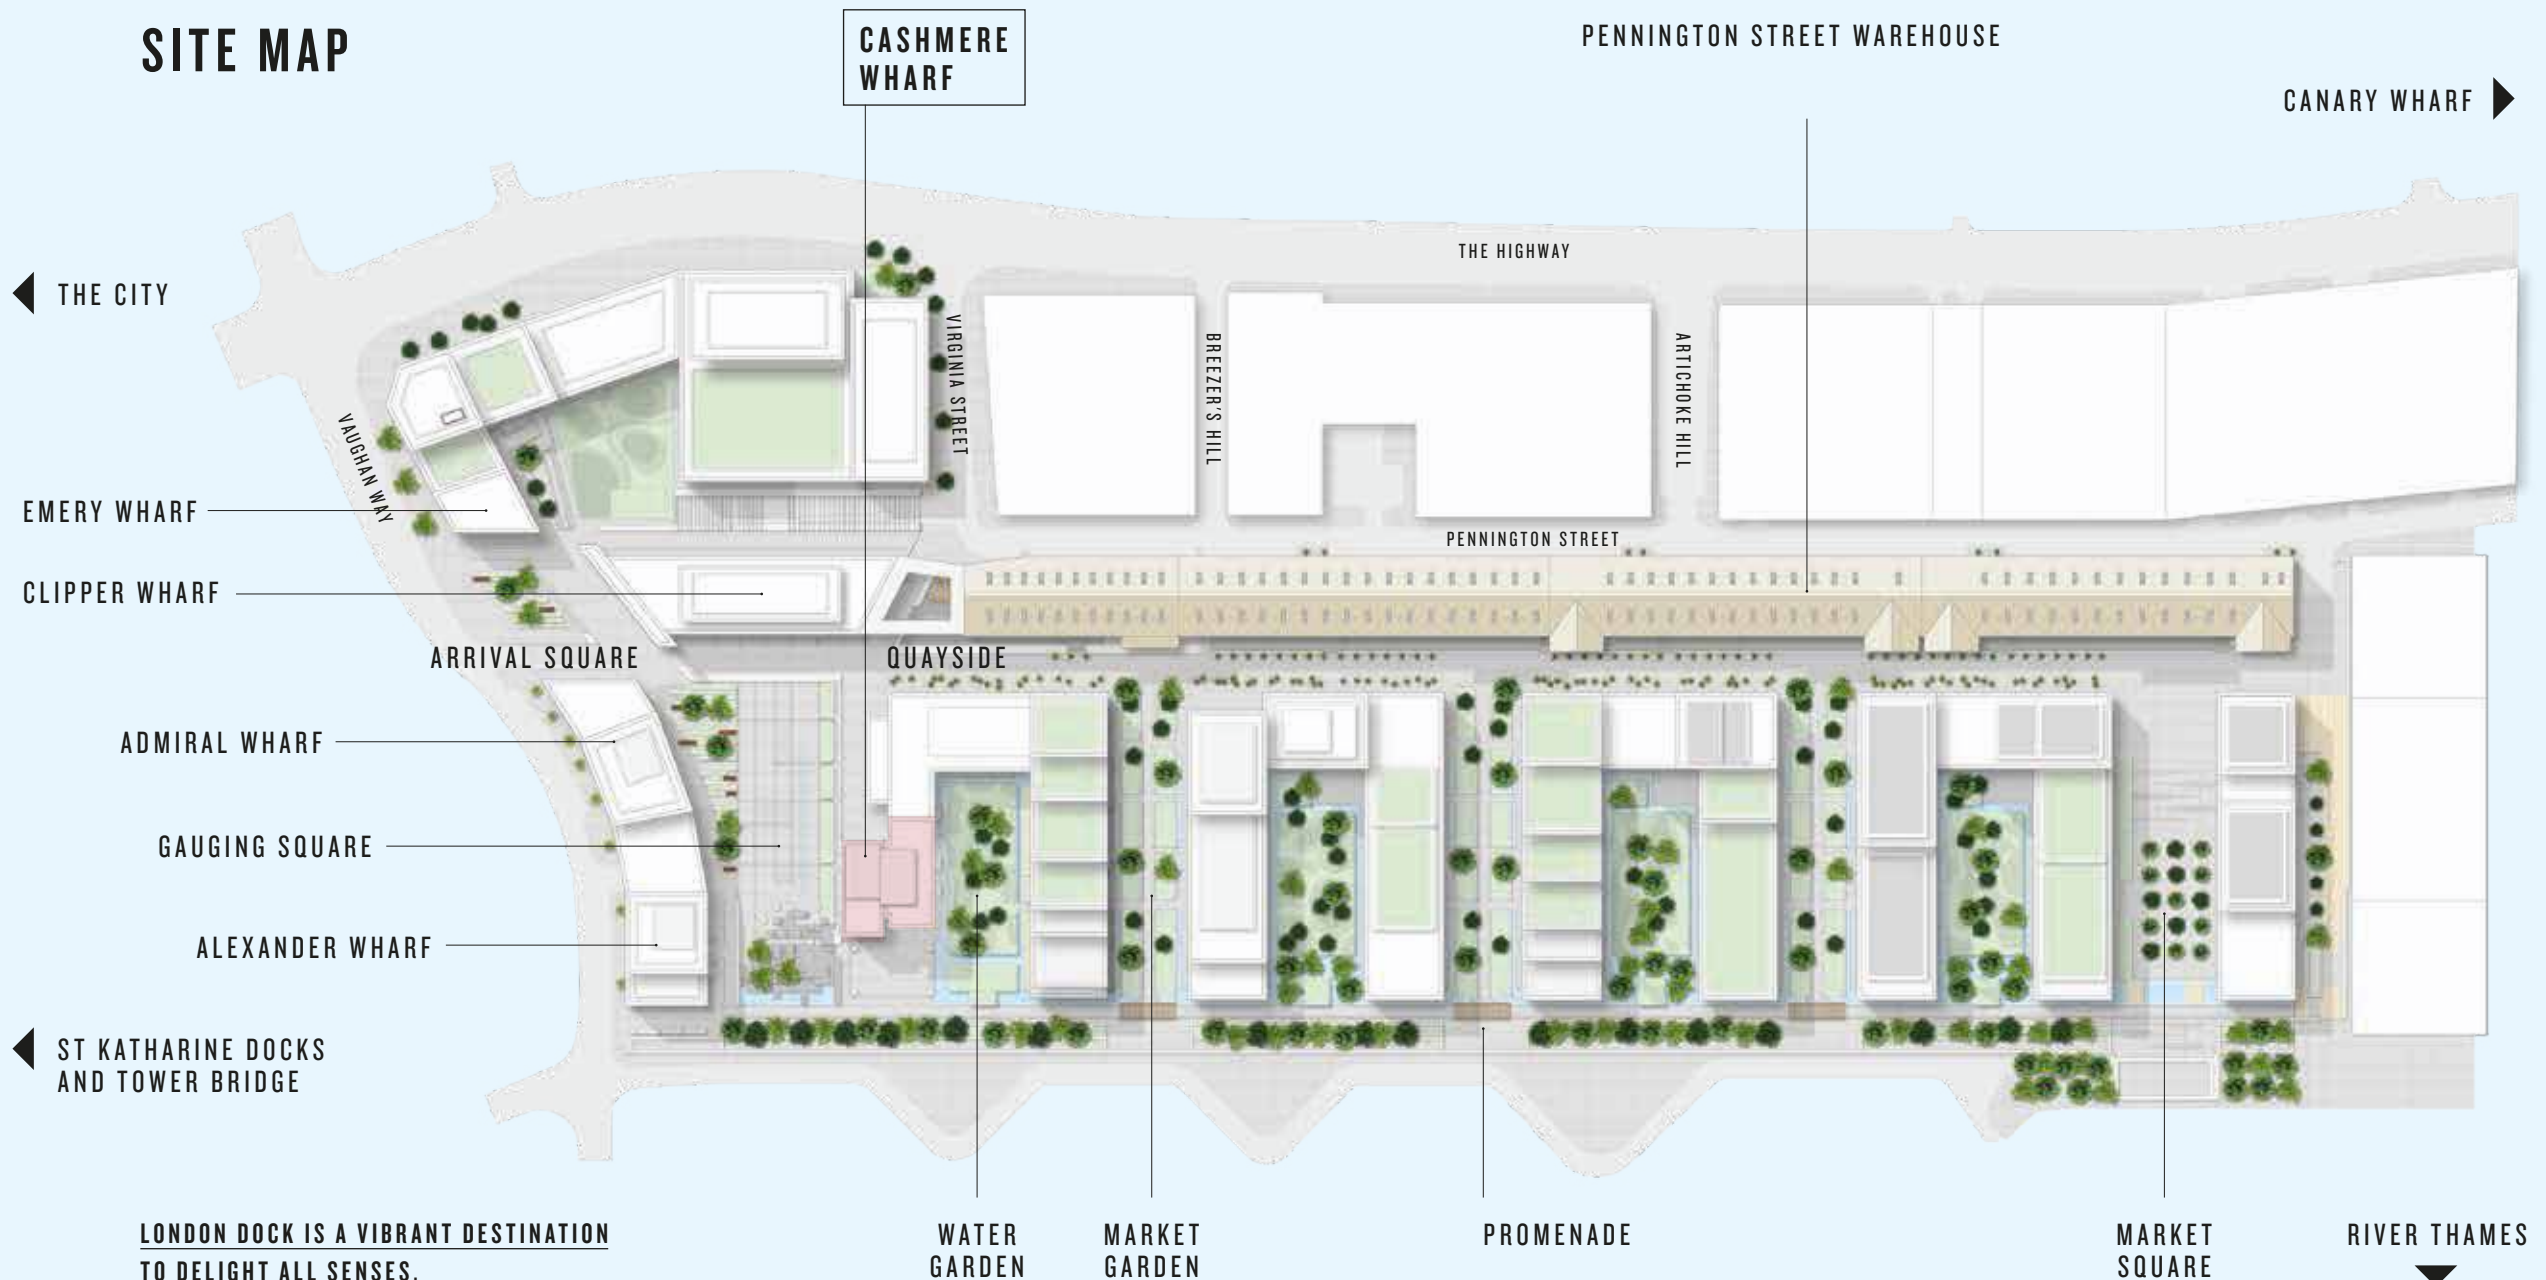 SITE MAP
CASHMERE
WHARF
PENNINGTON STREET WAREHOUSE
CANARY WHARF
THE HIGHWAY
THE CITY
VIRGINIA STREET
BREEZER'S HILL
ARTICHOKE HILL
VAUGHAN WAY
EMERY WHARF
PENNINGTON STREET
CLIPPER WHARF
ARRIVAL SQUARE
QUAYSIDE
ADMIRAL WHARF
GAUGING SQUARE
ALEXANDER WHARF
ST KATHARINE DOCKS
AND TOWER BRIDGE
WATER
GARDEN
MARKET
GARDEN
PROMENADE
MARKET
SQUARE
RIVER THAMES
LONDON DOCK IS A VIBRANT DESTINATION
TO DELIGHT ALL SENSES.